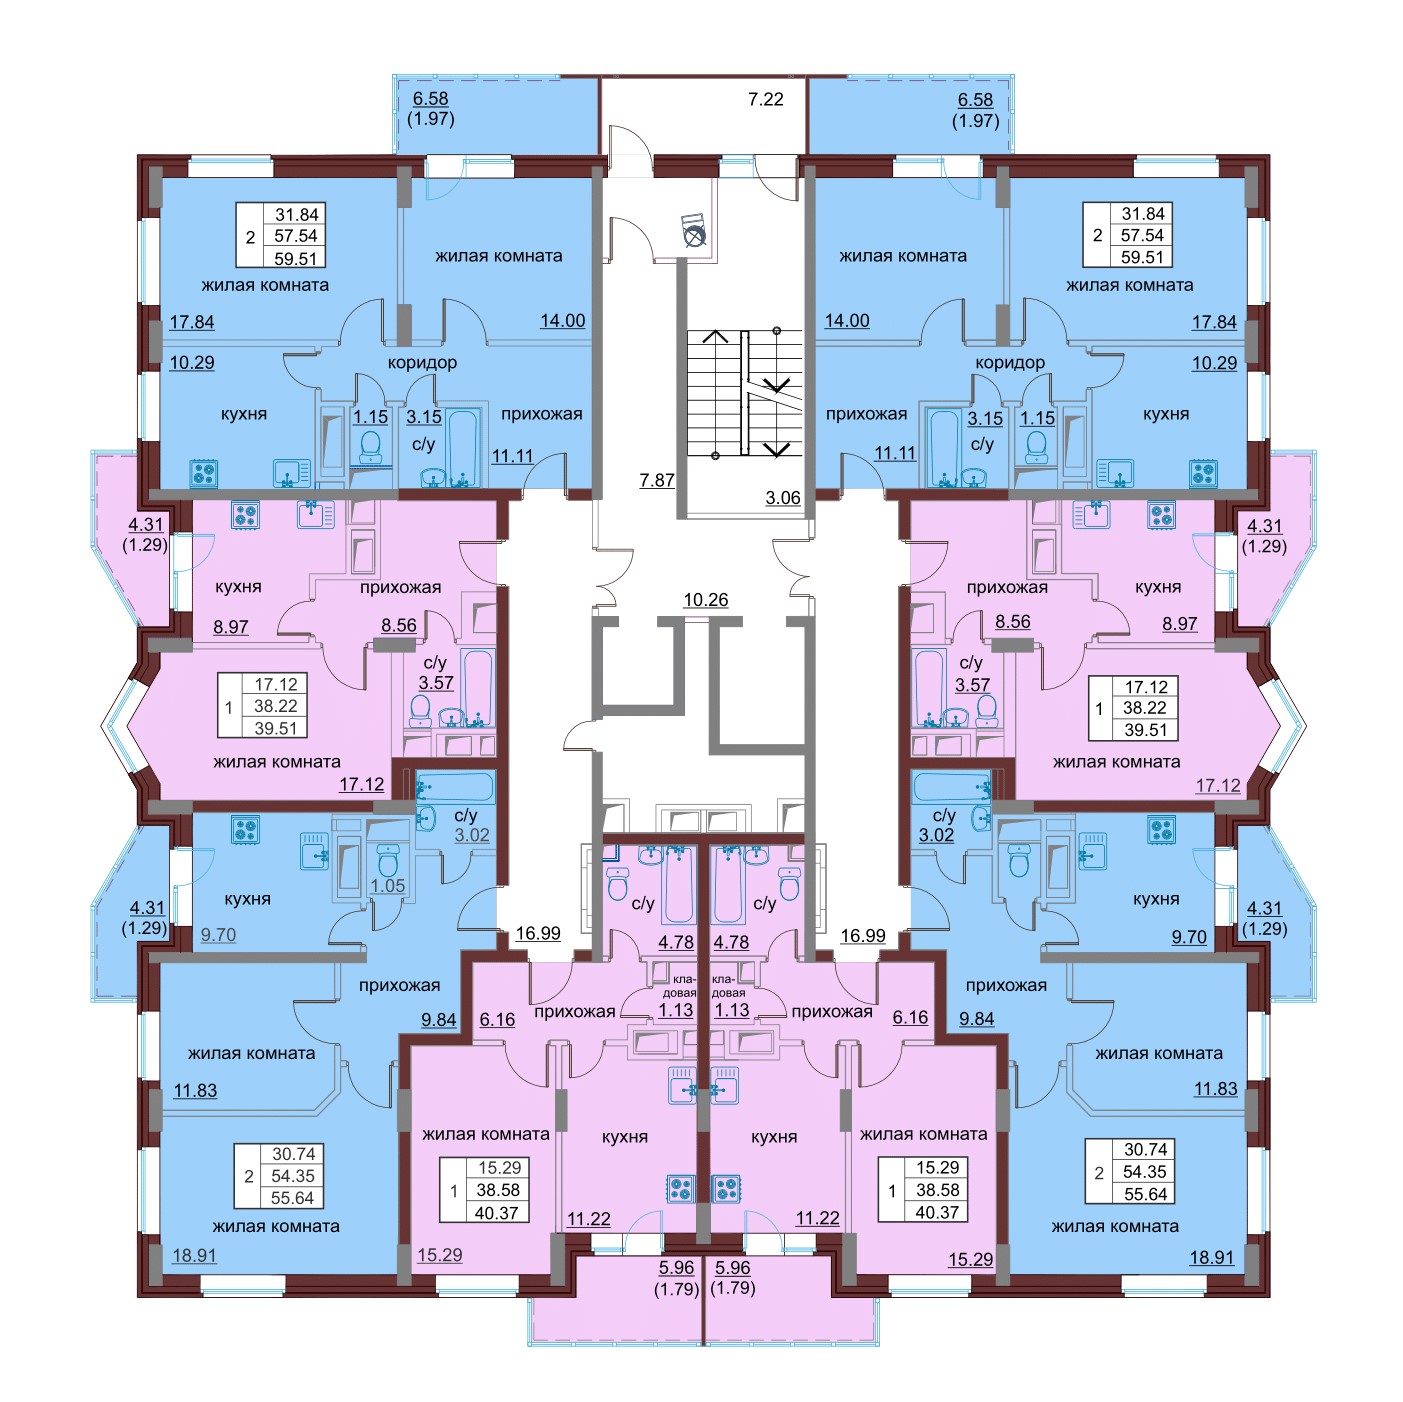 6.58
(1.97)
7.22
6.58
(1.97)
31.84
2
57.54
59.51
жилая комната
17.84
жилая комната
14.00
жилая комната
14.00
31.84
2
57.54
59.51
жилая комната
17.84
10.29
кухня
коридор
1.15
3.15
с/у
прихожая
11.11
коридор
прихожая
11.11
3.15
с/у
1.15
10.29
кухня
7.87
3.06
10.26
4.31
(1.29)
кухня
8.97
прихожая
8.56
с/у
3.57
прихожая
8.56
с/у
3.57
кухня
8.97
4.31
(1.29)
17.12
1
38.22
39.51
жилая комната
17.12
17.12
1
38.22
39.51
жилая комната
17.12
с/у
3.02
1.05
кухня
9.70
4.31
(1.29)
16.99
с/у
4.78
с/у
4.78
16.99
с/у
3.02
кухня
9.70
4.31
(1.29)
прихожая
9.84
жилая комната
11.83
6.16
прихожая
кла-
довая
1.13
кла-
довая
1.13
прихожая
6.16
прихожая
9.84
жилая комната
11.83
30.74
2
54.35
55.64
жилая комната
18.91
жилая комната
15.29
1
38.58
40.37
15.29
кухня
11.22
кухня
11.22
жилая комната
15.29
1
38.58
40.37
15.29
30.74
2
54.35
55.64
жилая комната
18.91
5.96
(1.79)
5.96
(1.79)